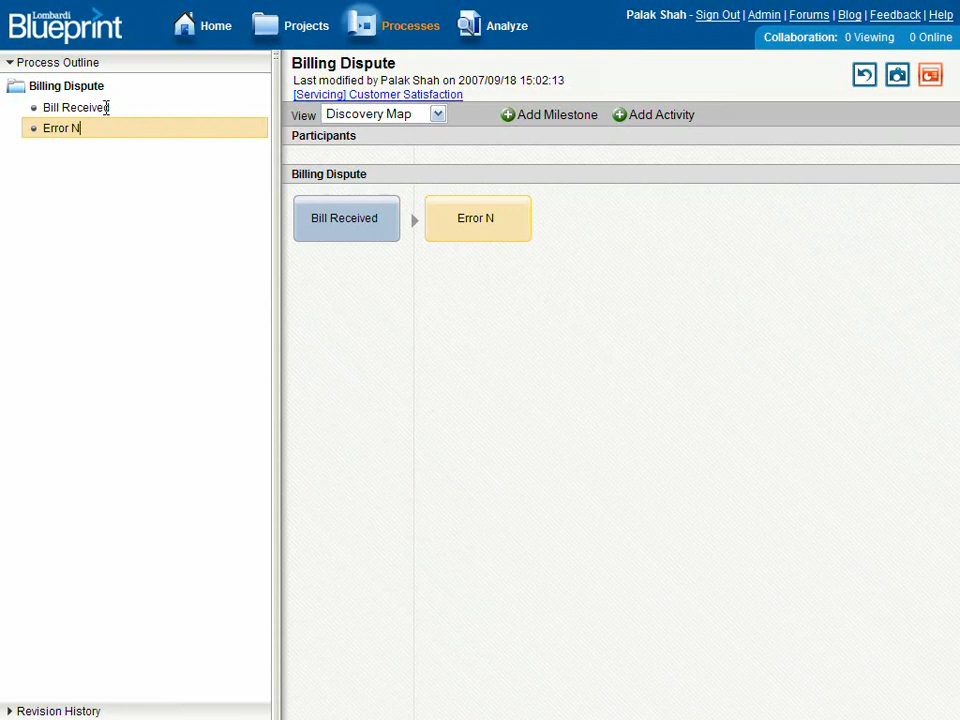 Lombardi
Blueprint
Home
Projects
Processes
Analyze
Palak Shah - Sign Out | Admin | Forums | Blog | Feedback | Help
Collaboration: 0 Viewing 0 Online
Process Outline
Billing Dispute
Bill Received
Error N
Revision History
Billing Dispute
Last modified by Palak Shah on 2007/09/18 15:02:13
[Servicing] Customer Satisfaction
View Discovery Map Add Milestone Add Activity
Participants
Billing Dispute
Bill Received Error N